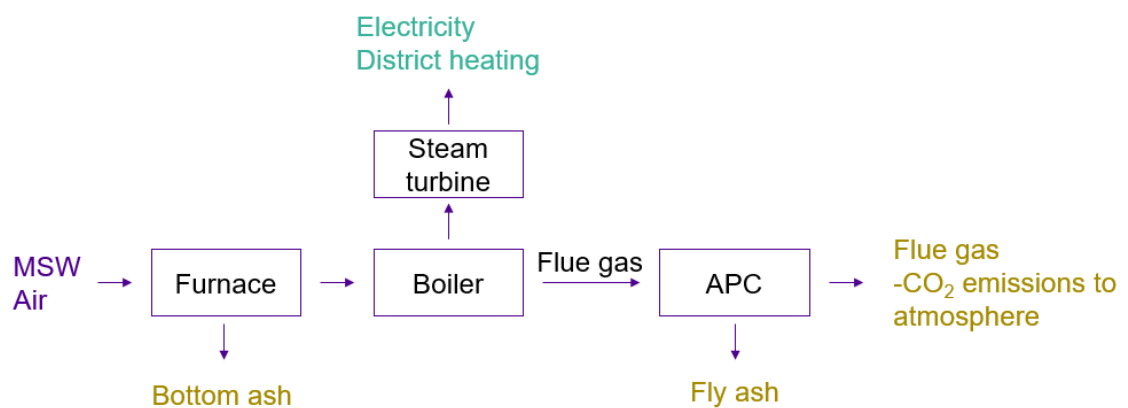 Electricity
District heating
Steam
turbine
MSW
Air
Furnace
Boiler
Flue gas
APC
Flue gas
-CO₂ emissions to
atmosphere
Bottom ash
Fly ash